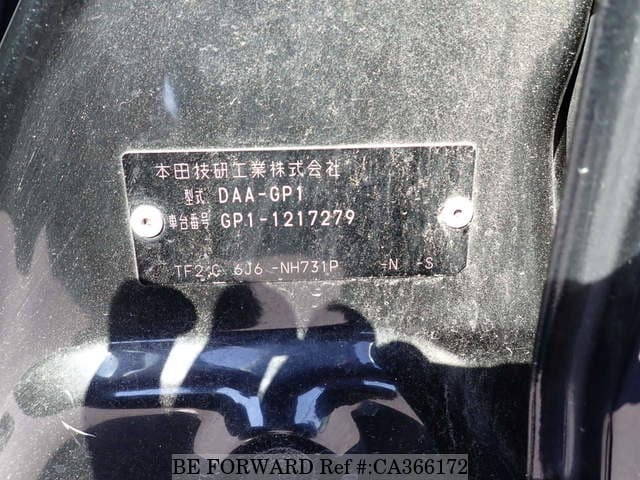 本田技研工業株式会社
型式 DAA-GP1
車台番号 GP1-1217279
TF2 C 6J6 -NH731P -N -S
BE FORWARD Ref #:CA366172